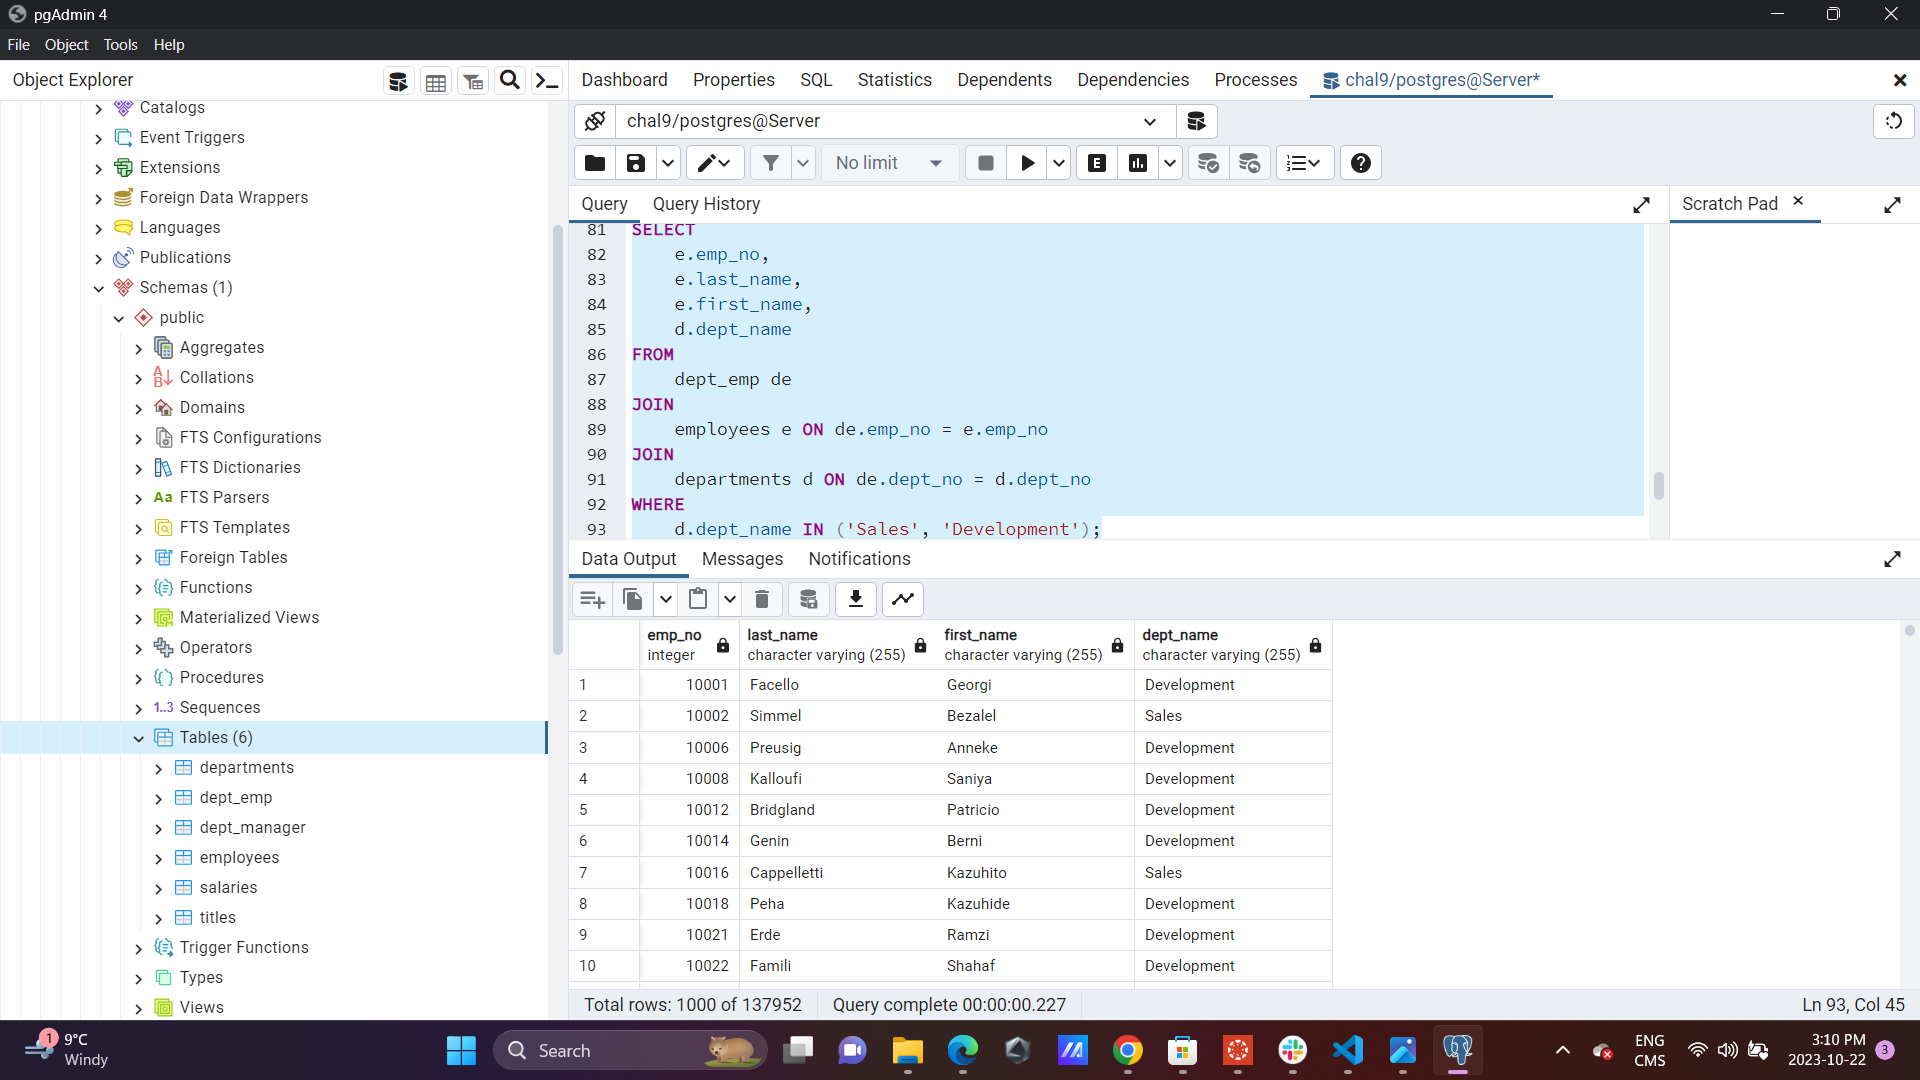 pgAdmin 4
File Object Tools Help
Object Explorer
Dashboard Properties SQL Statistics Dependents Dependencies Processes chal9/postgres@Server*
Catalogs
Event Triggers
Extensions
Foreign Data Wrappers
Languages
Publications
Schemas (1)
public
Aggregates
Collations
Domains
FTS Configurations
FTS Dictionaries
Aa FTS Parsers
FTS Templates
Foreign Tables
Functions
Materialized Views
Operators
Procedures
1..3 Sequences
Tables (6)
departments
dept_emp
dept_manager
employees
salaries
titles
Trigger Functions
Types
Views
chal9/postgres@Server
No limit
E
Query Query History
Scratch Pad
81 SELECT
82 e.emp_no,
83 e.last_name,
84 e.first_name,
85 d.dept_name
86 FROM
87 dept_emp de
88 JOIN
89 employees e ON de.emp_no = e.emp_no
90 JOIN
91 departments d ON de.dept_no = d.dept_no
92 WHERE
93 d.dept_name IN ('Sales', 'Development');
Data Output Messages Notifications
emp_no last_name first_name dept_name
integer character varying (255) character varying (255) character varying (255)
1 10001 Facello Georgi Development
2 10002 Simmel Bezalel Sales
3 10006 Preusig Anneke Development
4 10008 Kalloufi Saniya Development
5 10012 Bridgland Patricio Development
6 10014 Genin Berni Development
7 10016 Cappelletti Kazuhito Sales
8 10018 Peha Kazuhide Development
9 10021 Erde Ramzi Development
10 10022 Famili Shahaf Development
Total rows: 1000 of 137952 Query complete 00:00:00.227 Ln 93, Col 45
1 9°C
Windy
Search
ENG
CMS
3:10 PM
2023-10-22
3